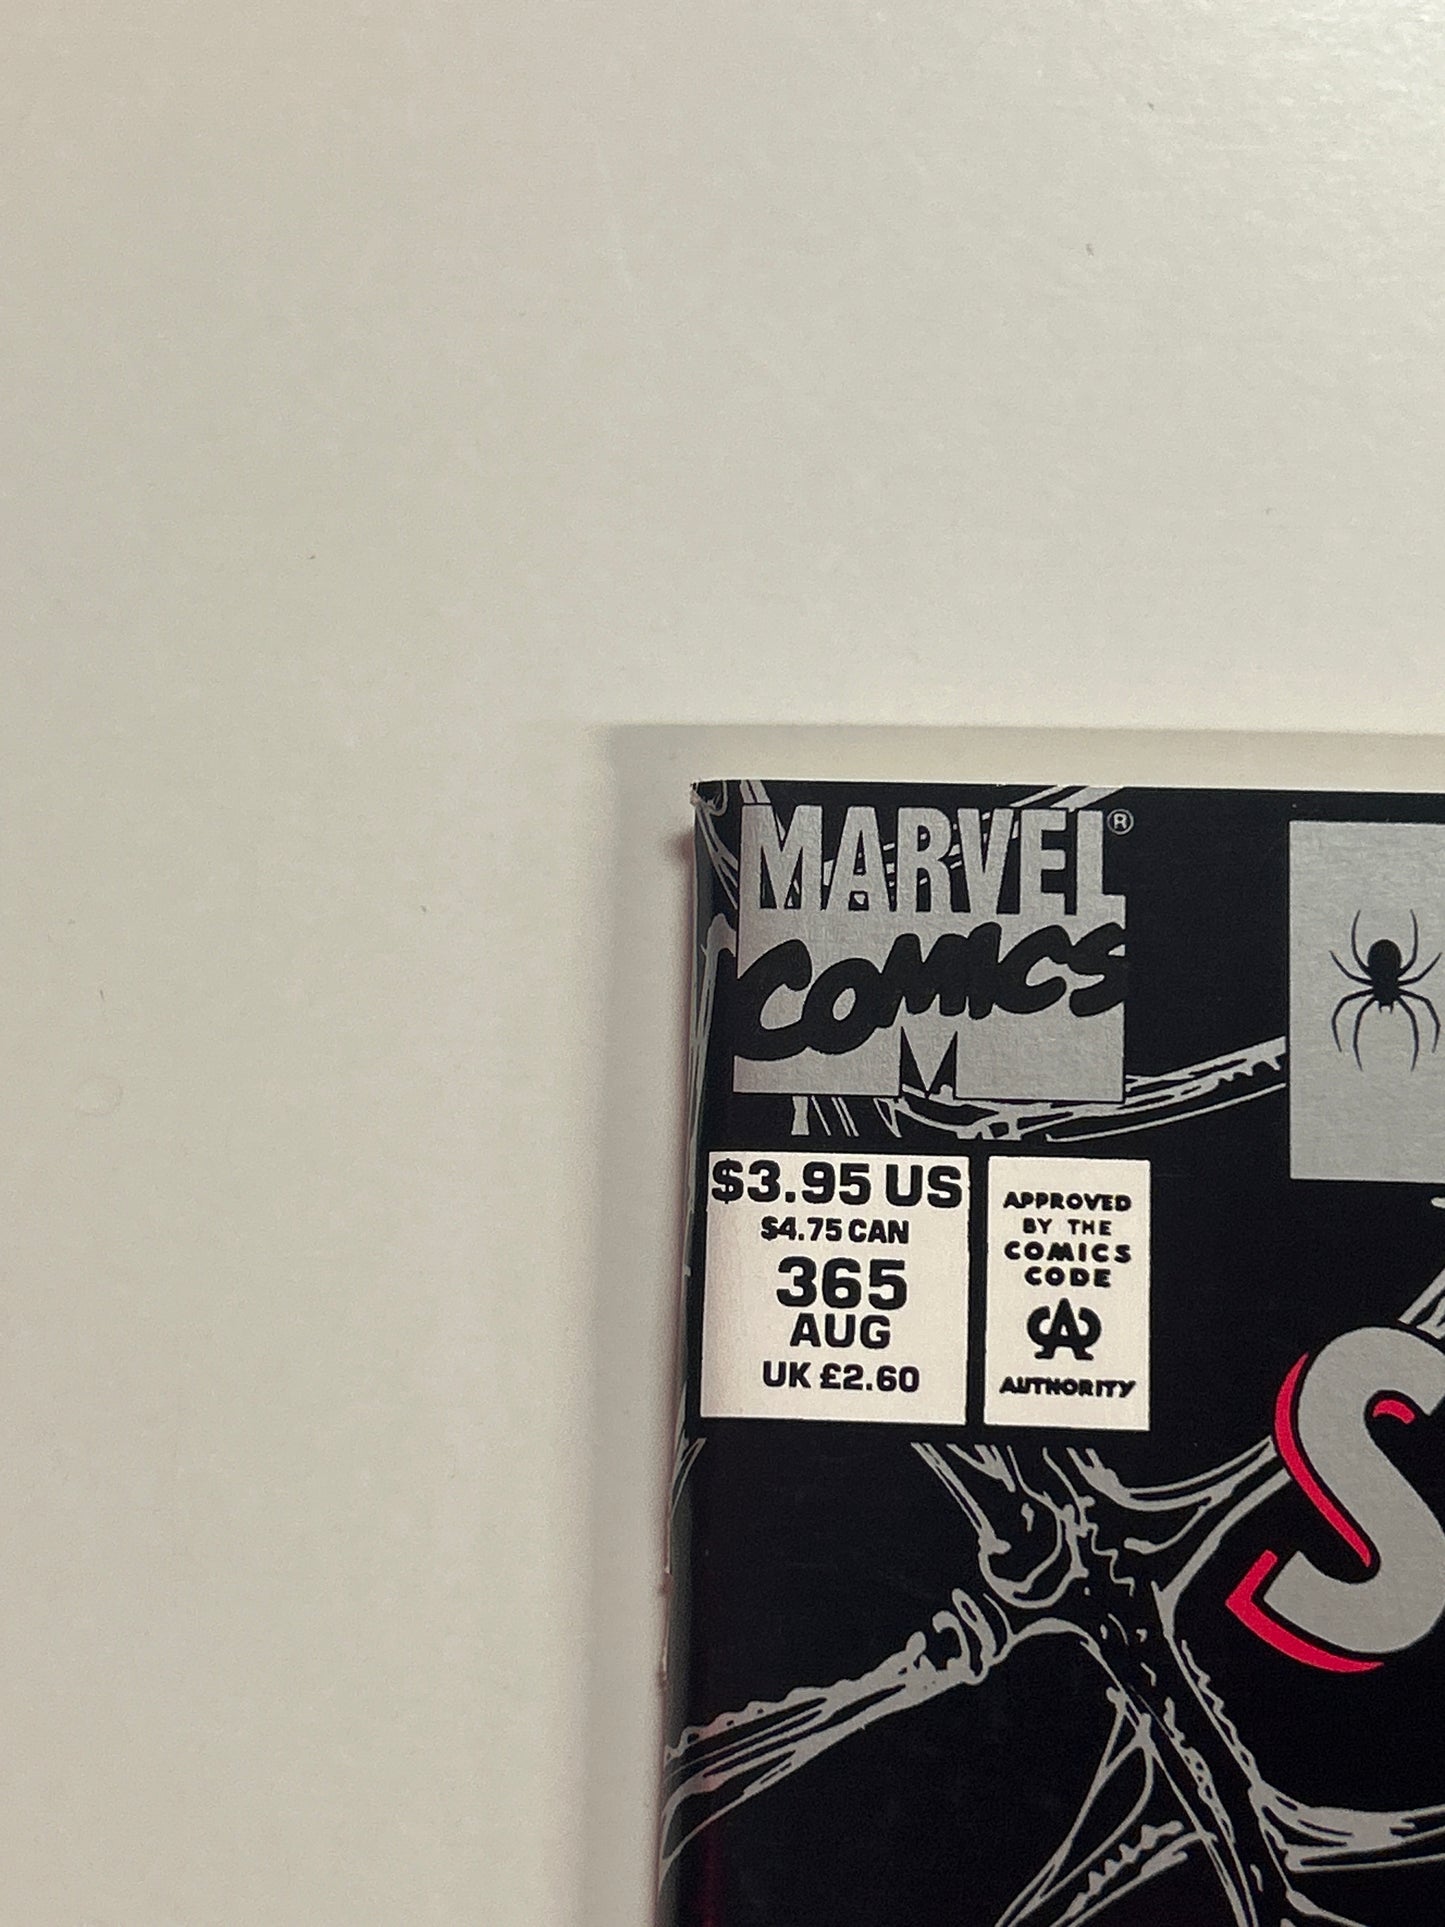 MARVEL®
COMICS
M
$3.95 US
$4.75 CAN
365
AUG
UK £2.60
APPROVED
BY THE
COMICS
CODE
CA
AUTHORITY
S